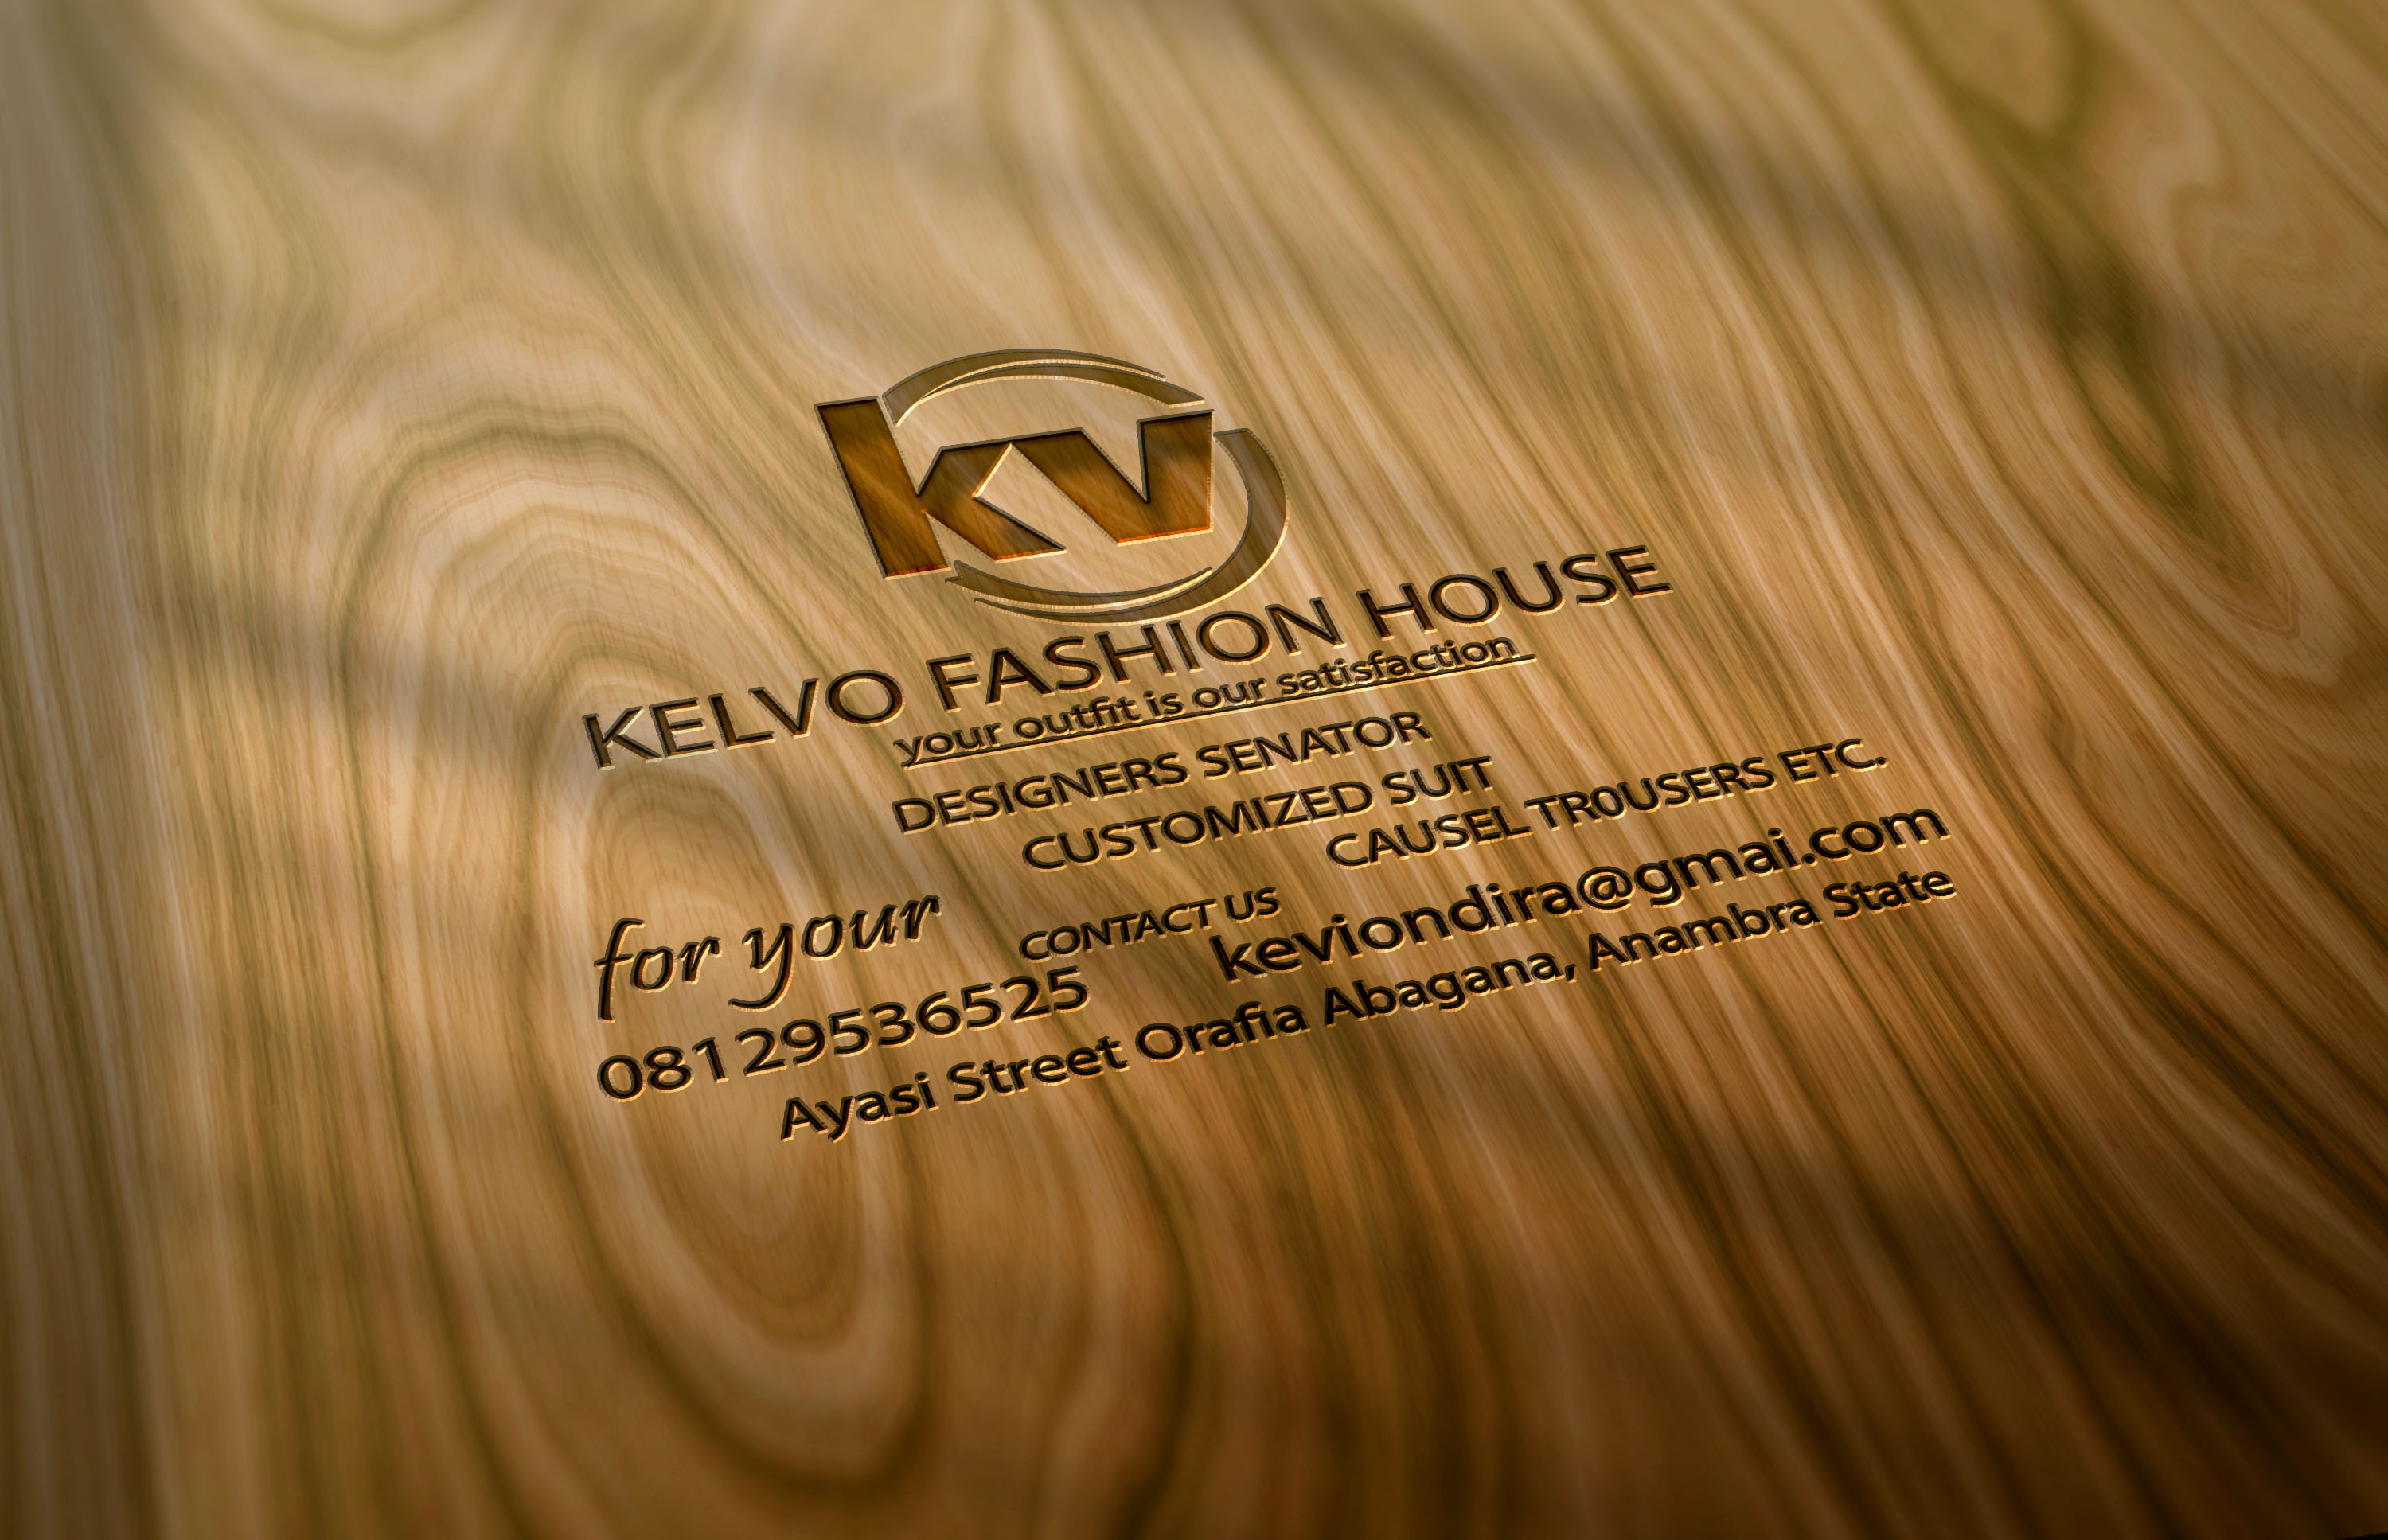 kv
KELVO FASHION HOUSE
your outfit is our satisfaction
DESIGNERS SENATOR
CUSTOMIZED SUIT
CAUSEL TR0USERS ETC.
for your
CONTACT US
08129536525
keviondira@gmai.com
Ayasi Street Orafia Abagana, Anambra State